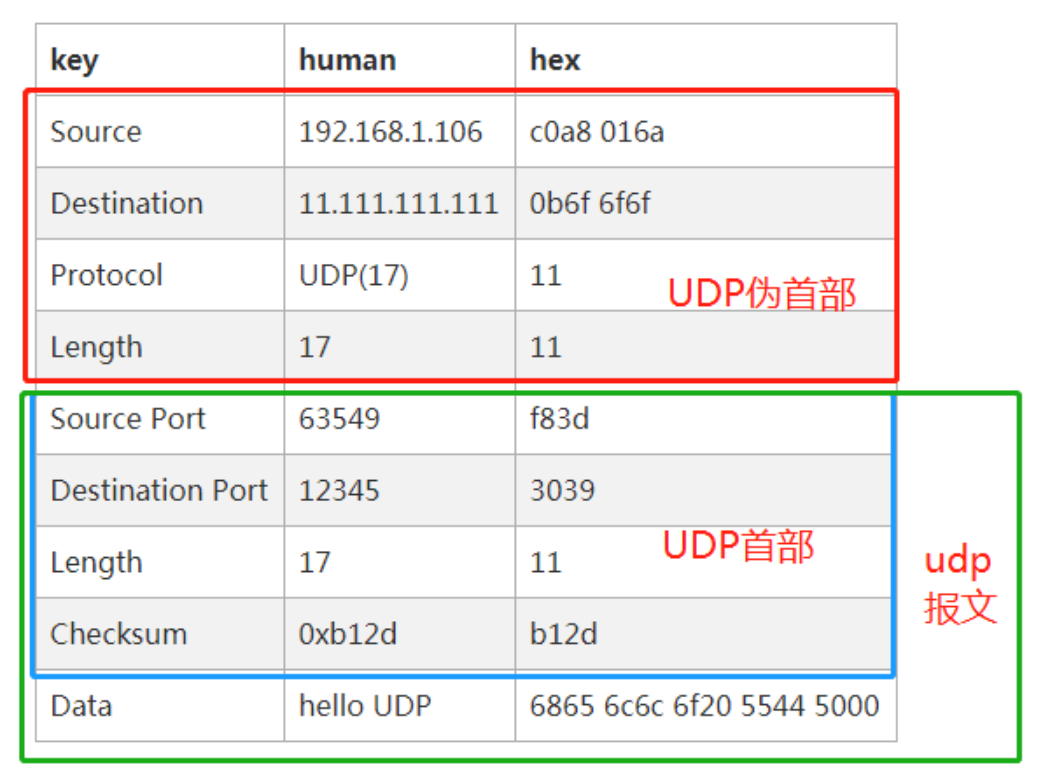 key human hex
Source 192.168.1.106 c0a8 016a
Destination 11.111.111.111 0b6f 6f6f
Protocol UDP(17) 11
UDP伪首部
Length 17 11
Source Port 63549 f83d
Destination Port 12345 3039
Length 17 11
UDP首部
Checksum 0xb12d b12d
Data hello UDP 6865 6c6c 6f20 5544 5000
udp
报文